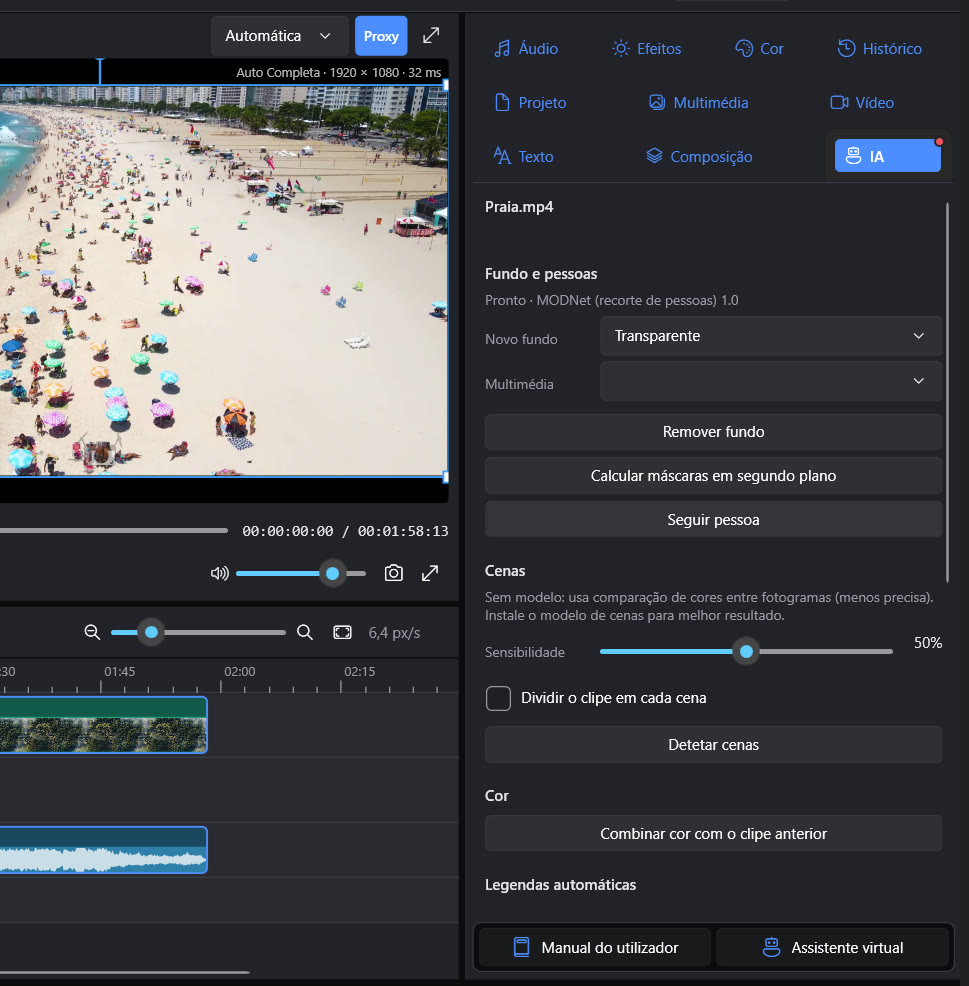 Automática
Proxy
Auto Completa · 1920 × 1080 · 32 ms
00:00:00:00 / 00:01:58:13
6,4 px/s
:30 01:45 02:00 02:15
Áudio Efeitos Cor Histórico
Projeto Multimédia Vídeo
Texto Composição IA
Praia.mp4
Fundo e pessoas
Pronto · MODNet (recorte de pessoas) 1.0
Novo fundo Transparente
Multimédia
Remover fundo
Calcular máscaras em segundo plano
Seguir pessoa
Cenas
Sem modelo: usa comparação de cores entre fotogramas (menos precisa).
Instale o modelo de cenas para melhor resultado.
Sensibilidade 50%
Dividir o clipe em cada cena
Detetar cenas
Cor
Combinar cor com o clipe anterior
Legendas automáticas
Manual do utilizador Assistente virtual